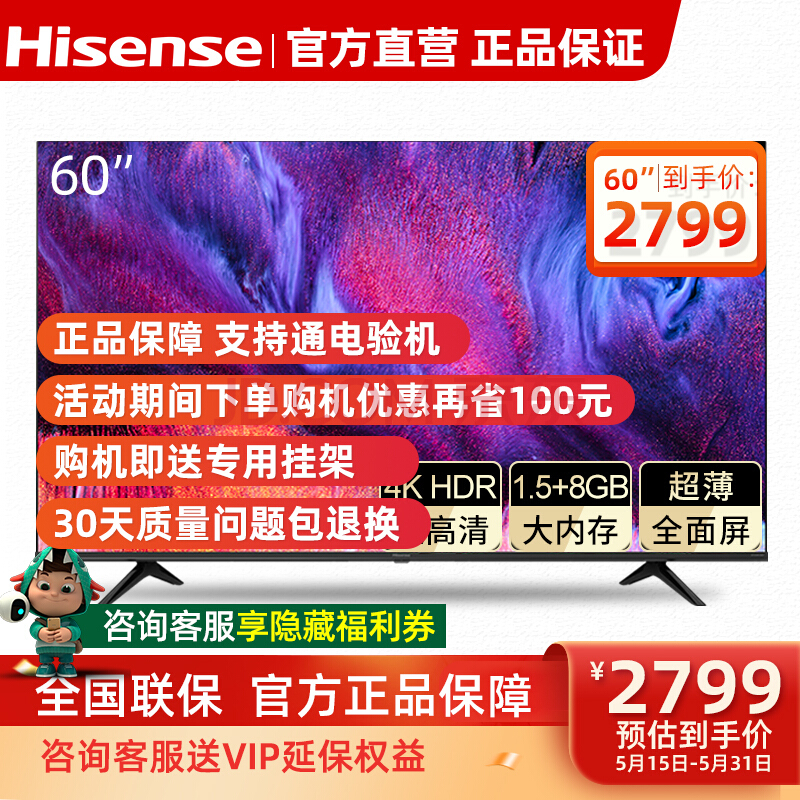 Hisense 官方直营 正品保证
60”
60” 到手价:
2799
正品保障 支持通电验机
活动期间下单购机优惠再省100元
购机即送专用挂架
30天质量问题包退换
4K HDR
高清
1.5+8GB
大内存
超薄
全面屏
Hisense
咨询客服享隐藏福利券
全国联保 官方正品保障
咨询客服送VIP延保权益
¥2799
预估到手价
5月15日-5月31日